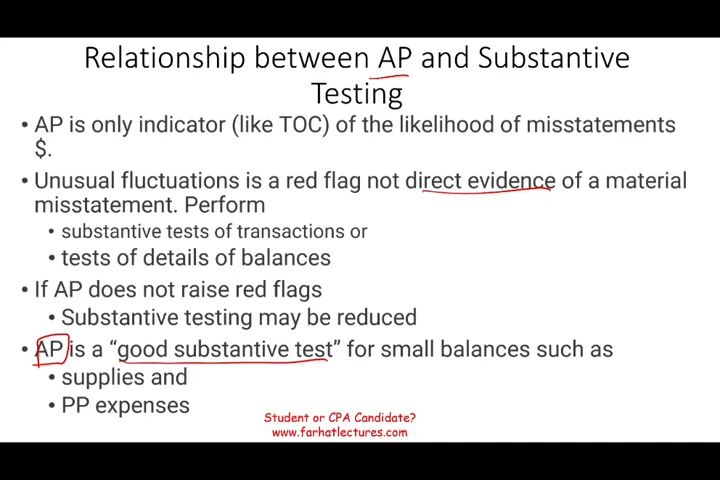 Relationship between AP and Substantive
Testing
• AP is only indicator (like TOC) of the likelihood of misstatements
$.
• Unusual fluctuations is a red flag not direct evidence of a material
misstatement. Perform
• substantive tests of transactions or
• tests of details of balances
• If AP does not raise red flags
• Substantive testing may be reduced
• AP is a “good substantive test” for small balances such as
• supplies and
• PP expenses
Student or CPA Candidate?
www.farhatlectures.com